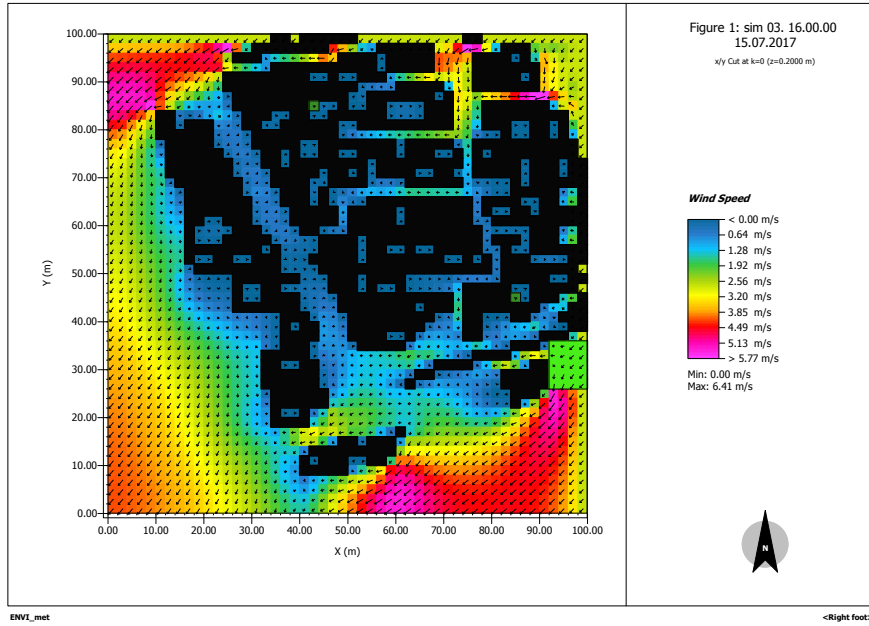 Figure 1: sim 03. 16.00.00
15.07.2017
x/y Cut at k=0 (z=0.2000 m)
100.00
90.00
80.00
70.00
60.00
50.00
40.00
30.00
20.00
10.00
0.00
Y (m)
0.00 10.00 20.00 30.00 40.00 50.00 60.00 70.00 80.00 90.00 100.00
X (m)
Wind Speed
< 0.00 m/s
0.64 m/s
1.28 m/s
1.92 m/s
2.56 m/s
3.20 m/s
3.85 m/s
4.49 m/s
5.13 m/s
> 5.77 m/s
Min: 0.00 m/s
Max: 6.41 m/s
N
ENVI_met
<Right foot>